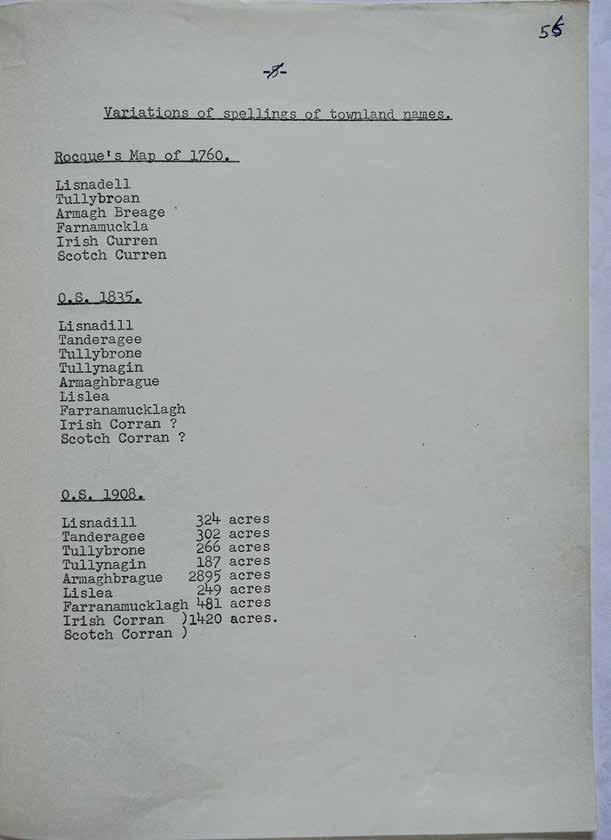 55
-5-
Variations of spellings of townland names.
Rocque's Map of 1760.
Lisnadell
Tullybroan
Armagh Breage
Farnamuckla
Irish Curren
Scotch Curren
O.S. 1835.
Lisnadill
Tanderagee
Tullybrone
Tullynagin
Armaghbrague
Lislea
Farranamucklagh
Irish Corran ?
Scotch Corran ?
O.S. 1908.
Lisnadill 324 acres
Tanderagee 302 acres
Tullybrone 266 acres
Tullynagin 187 acres
Armaghbrague 2895 acres
Lislea 249 acres
Farranamucklagh 481 acres
Irish Corran )1420 acres.
Scotch Corran )